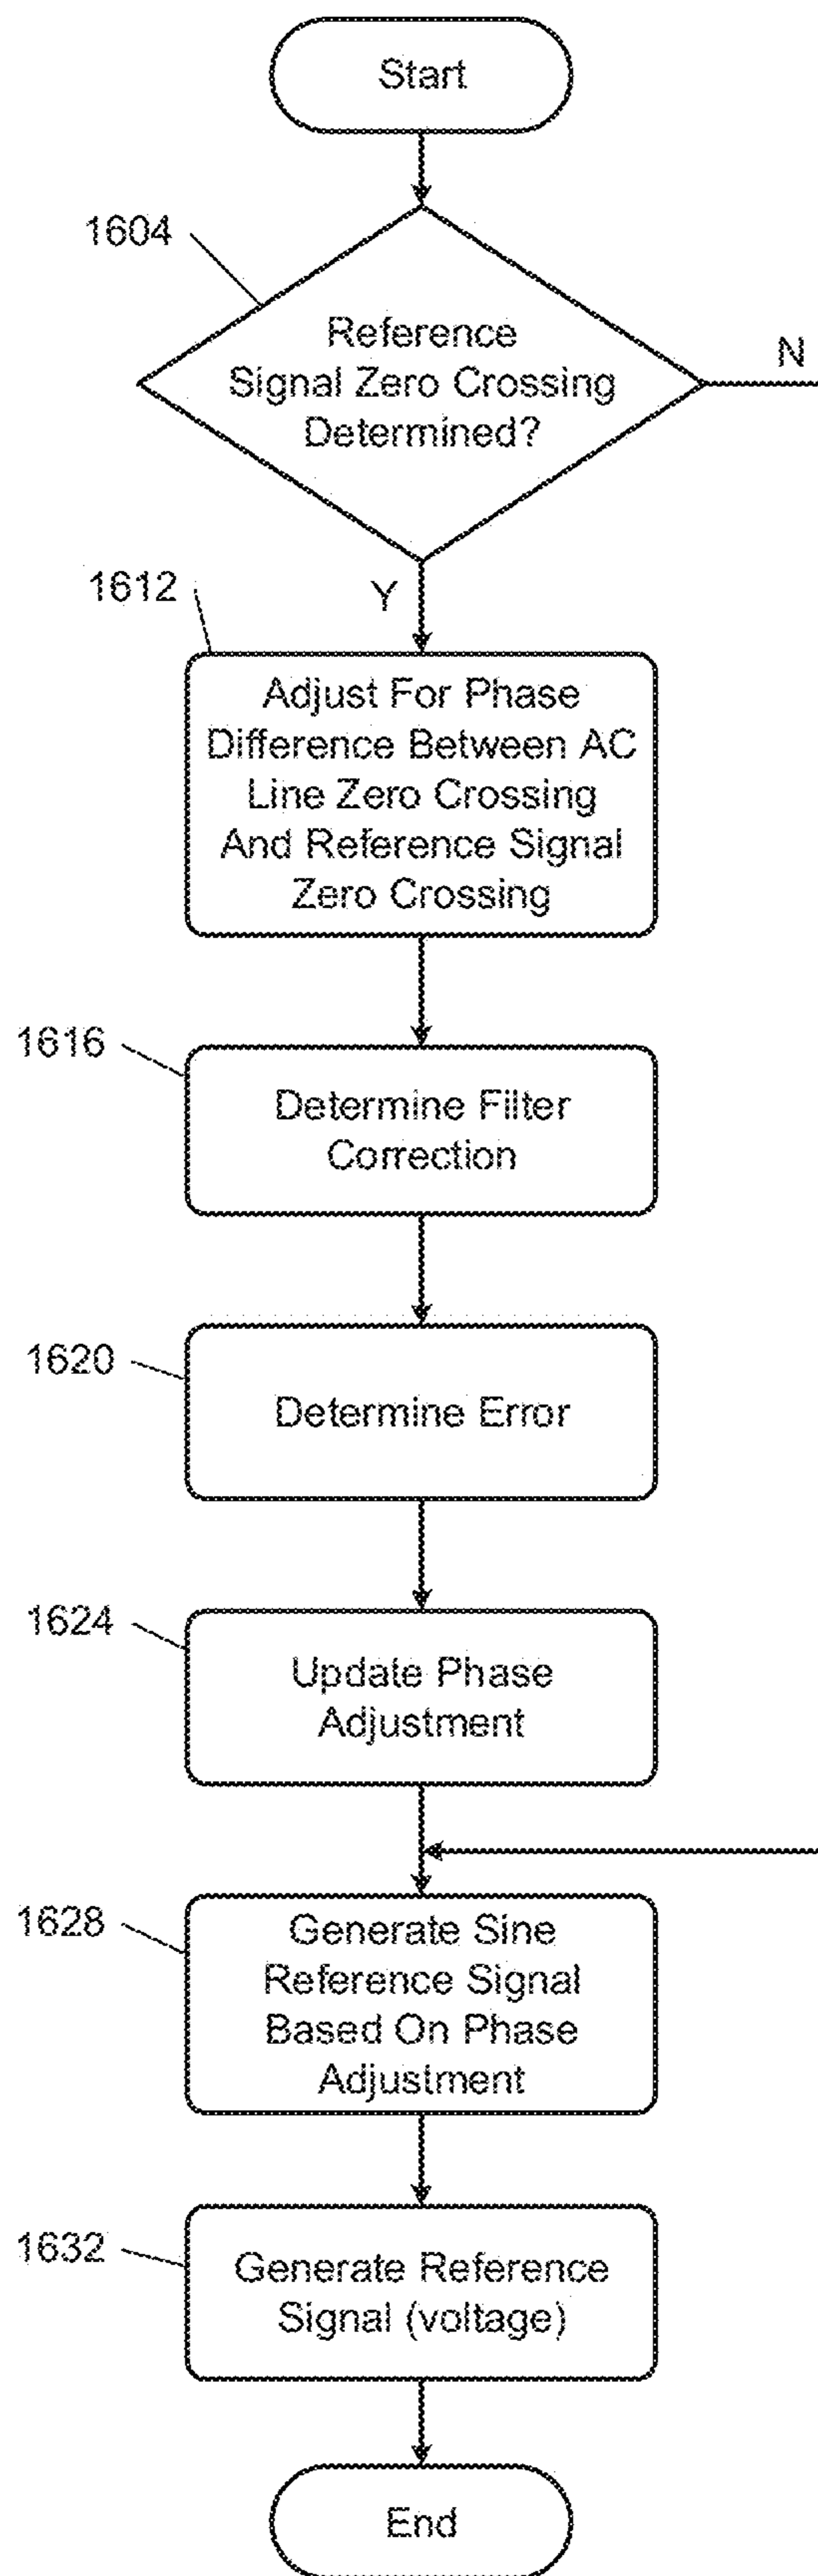 Start
1604
Reference
Signal Zero Crossing
Determined?
N
Y
1612
Adjust For Phase
Difference Between AC
Line Zero Crossing
And Reference Signal
Zero Crossing
1616
Determine Filter
Correction
1620
Determine Error
1624
Update Phase
Adjustment
1628
Generate Sine
Reference Signal
Based On Phase
Adjustment
1632
Generate Reference
Signal (voltage)
End